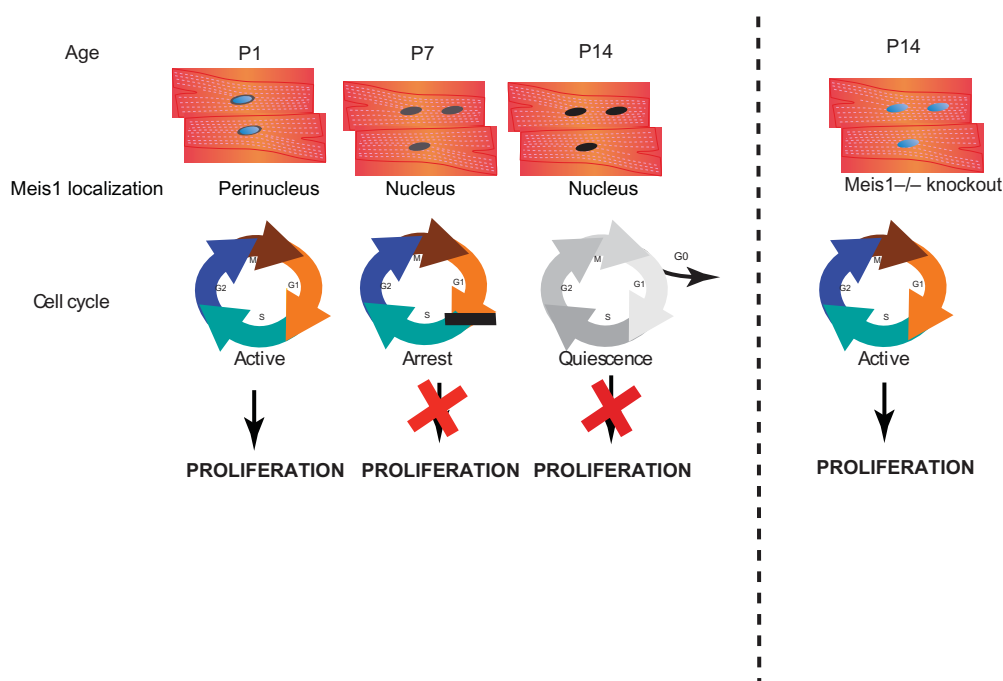 Age P1 P7 P14 P14
Meis1 localization Perinucleus Nucleus Nucleus Meis1–/– knockout
M M M M
G0
G2 G1 G2 G2 G1 G2 G1
Cell cycle
S S S S
Active Arrest Quiescence Active
PROLIFERATION PROLIFERATION PROLIFERATION PROLIFERATION